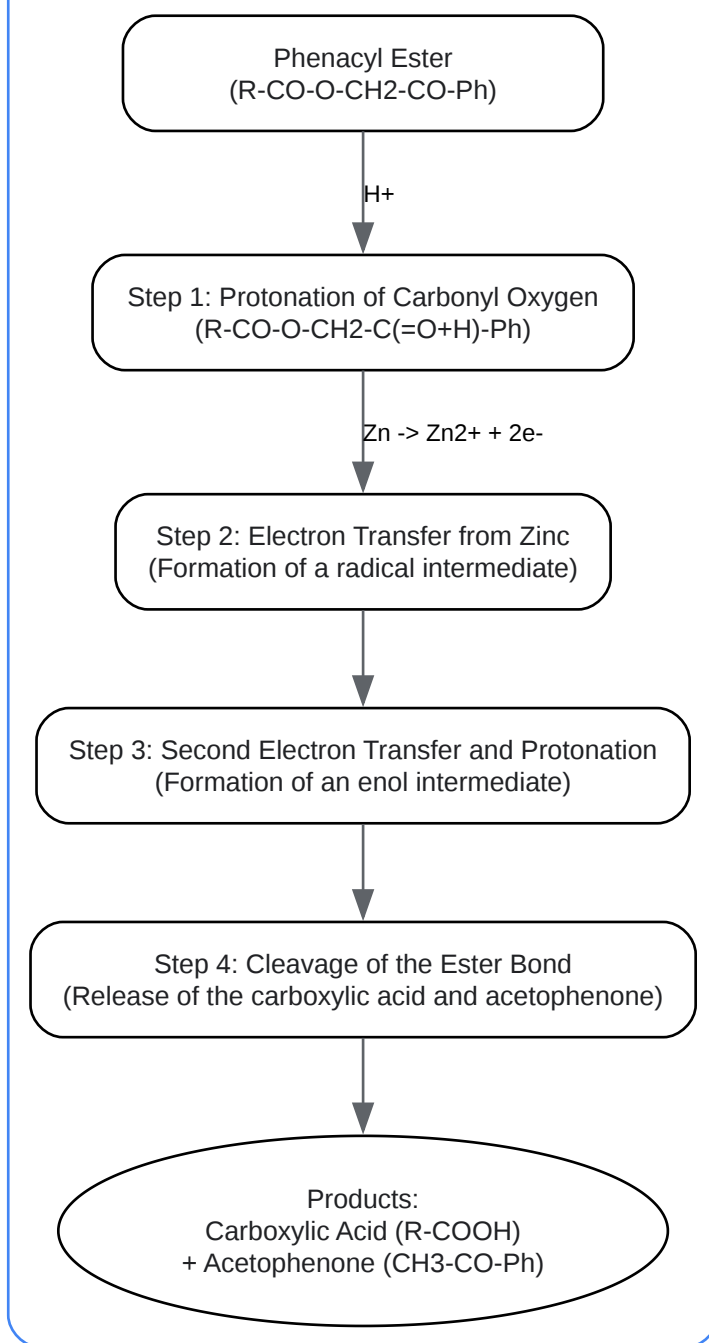 Phenacyl Ester
(R-CO-O-CH2-CO-Ph)
H+
Step 1: Protonation of Carbonyl Oxygen
(R-CO-O-CH2-C(=O+H)-Ph)
Zn -> Zn2+ + 2e-
Step 2: Electron Transfer from Zinc
(Formation of a radical intermediate)
Step 3: Second Electron Transfer and Protonation
(Formation of an enol intermediate)
Step 4: Cleavage of the Ester Bond
(Release of the carboxylic acid and acetophenone)
Products:
Carboxylic Acid (R-COOH)
+ Acetophenone (CH3-CO-Ph)